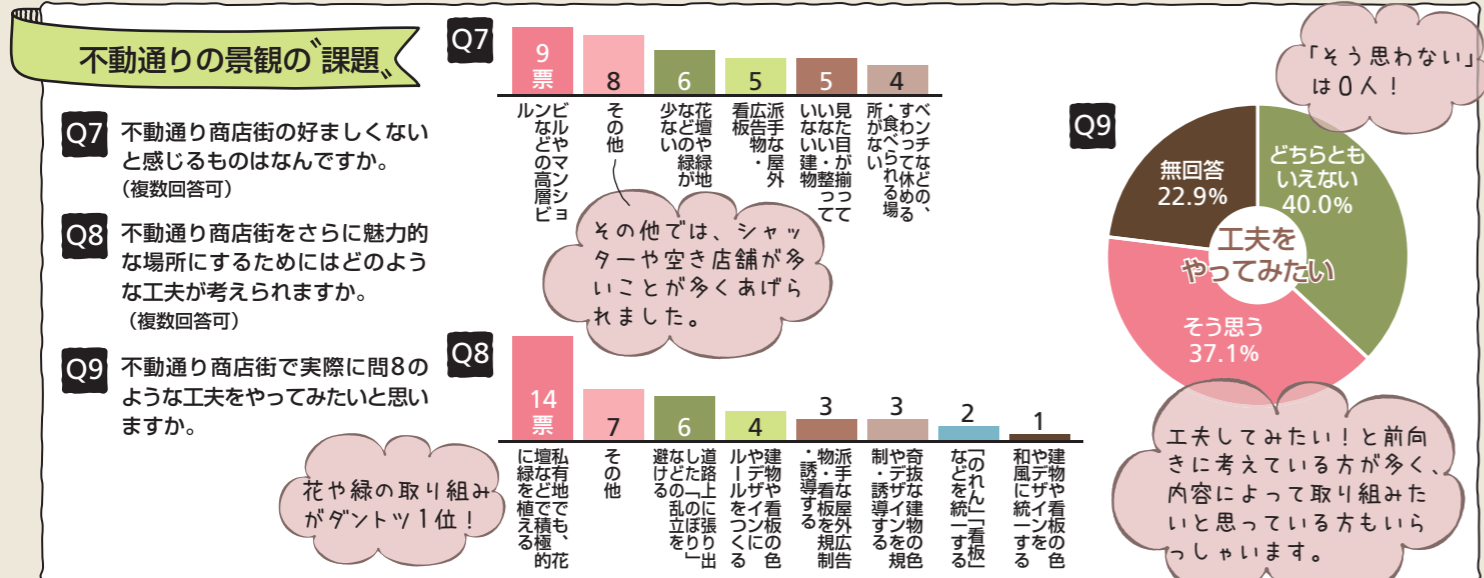 不動通りの景観の〝課題〟
Q7
不動通り商店街の好ましくない
と感じるものはなんですか。
（複数回答可）
Q8
不動通り商店街をさらに魅力的
な場所にするためにはどのよう
な工夫が考えられますか。
（複数回答可）
Q9
不動通り商店街で実際に問8の
ような工夫をやってみたいと思い
ますか。
Q7
9
票
8
6
5
5
4
ビルやマンショ
ンなどの高層ビ
ル
その他
花壇や緑地
などの緑が
少ない
派手な屋外
広告物・
看板
見た目が揃って
いない・整って
いない建物
ベンチなどの、
すわって休める
・食べられる場
所がない
その他では、シャッ
ターや空き店舗が多
いことが多くあげら
れました。
Q8
14
票
7
6
4
3
3
2
1
私有地でも、花
壇などで積極的
に緑を植える
その他
道路上に張り出
した「のぼり」
などの乱立を
避ける
建物や看板の色
やデザインに
ルールをつくる
派手な屋外広告
物・看板を規制
・誘導する
奇抜な建物の色
やデザインを規
制・誘導する
「のれん」「看板」
などを統一する
建物や看板の色
やデザインを
和風に統一する
花や緑の取り組み
がダントツ1位！
Q9
「そう思わない」
は0人！
無回答
22.9%
どちらとも
いえない
40.0%
工夫を
やってみたい
そう思う
37.1%
工夫してみたい！と前向
きに考えている方が多く、
内容によって取り組みた
いと思っている方もいら
っしゃいます。